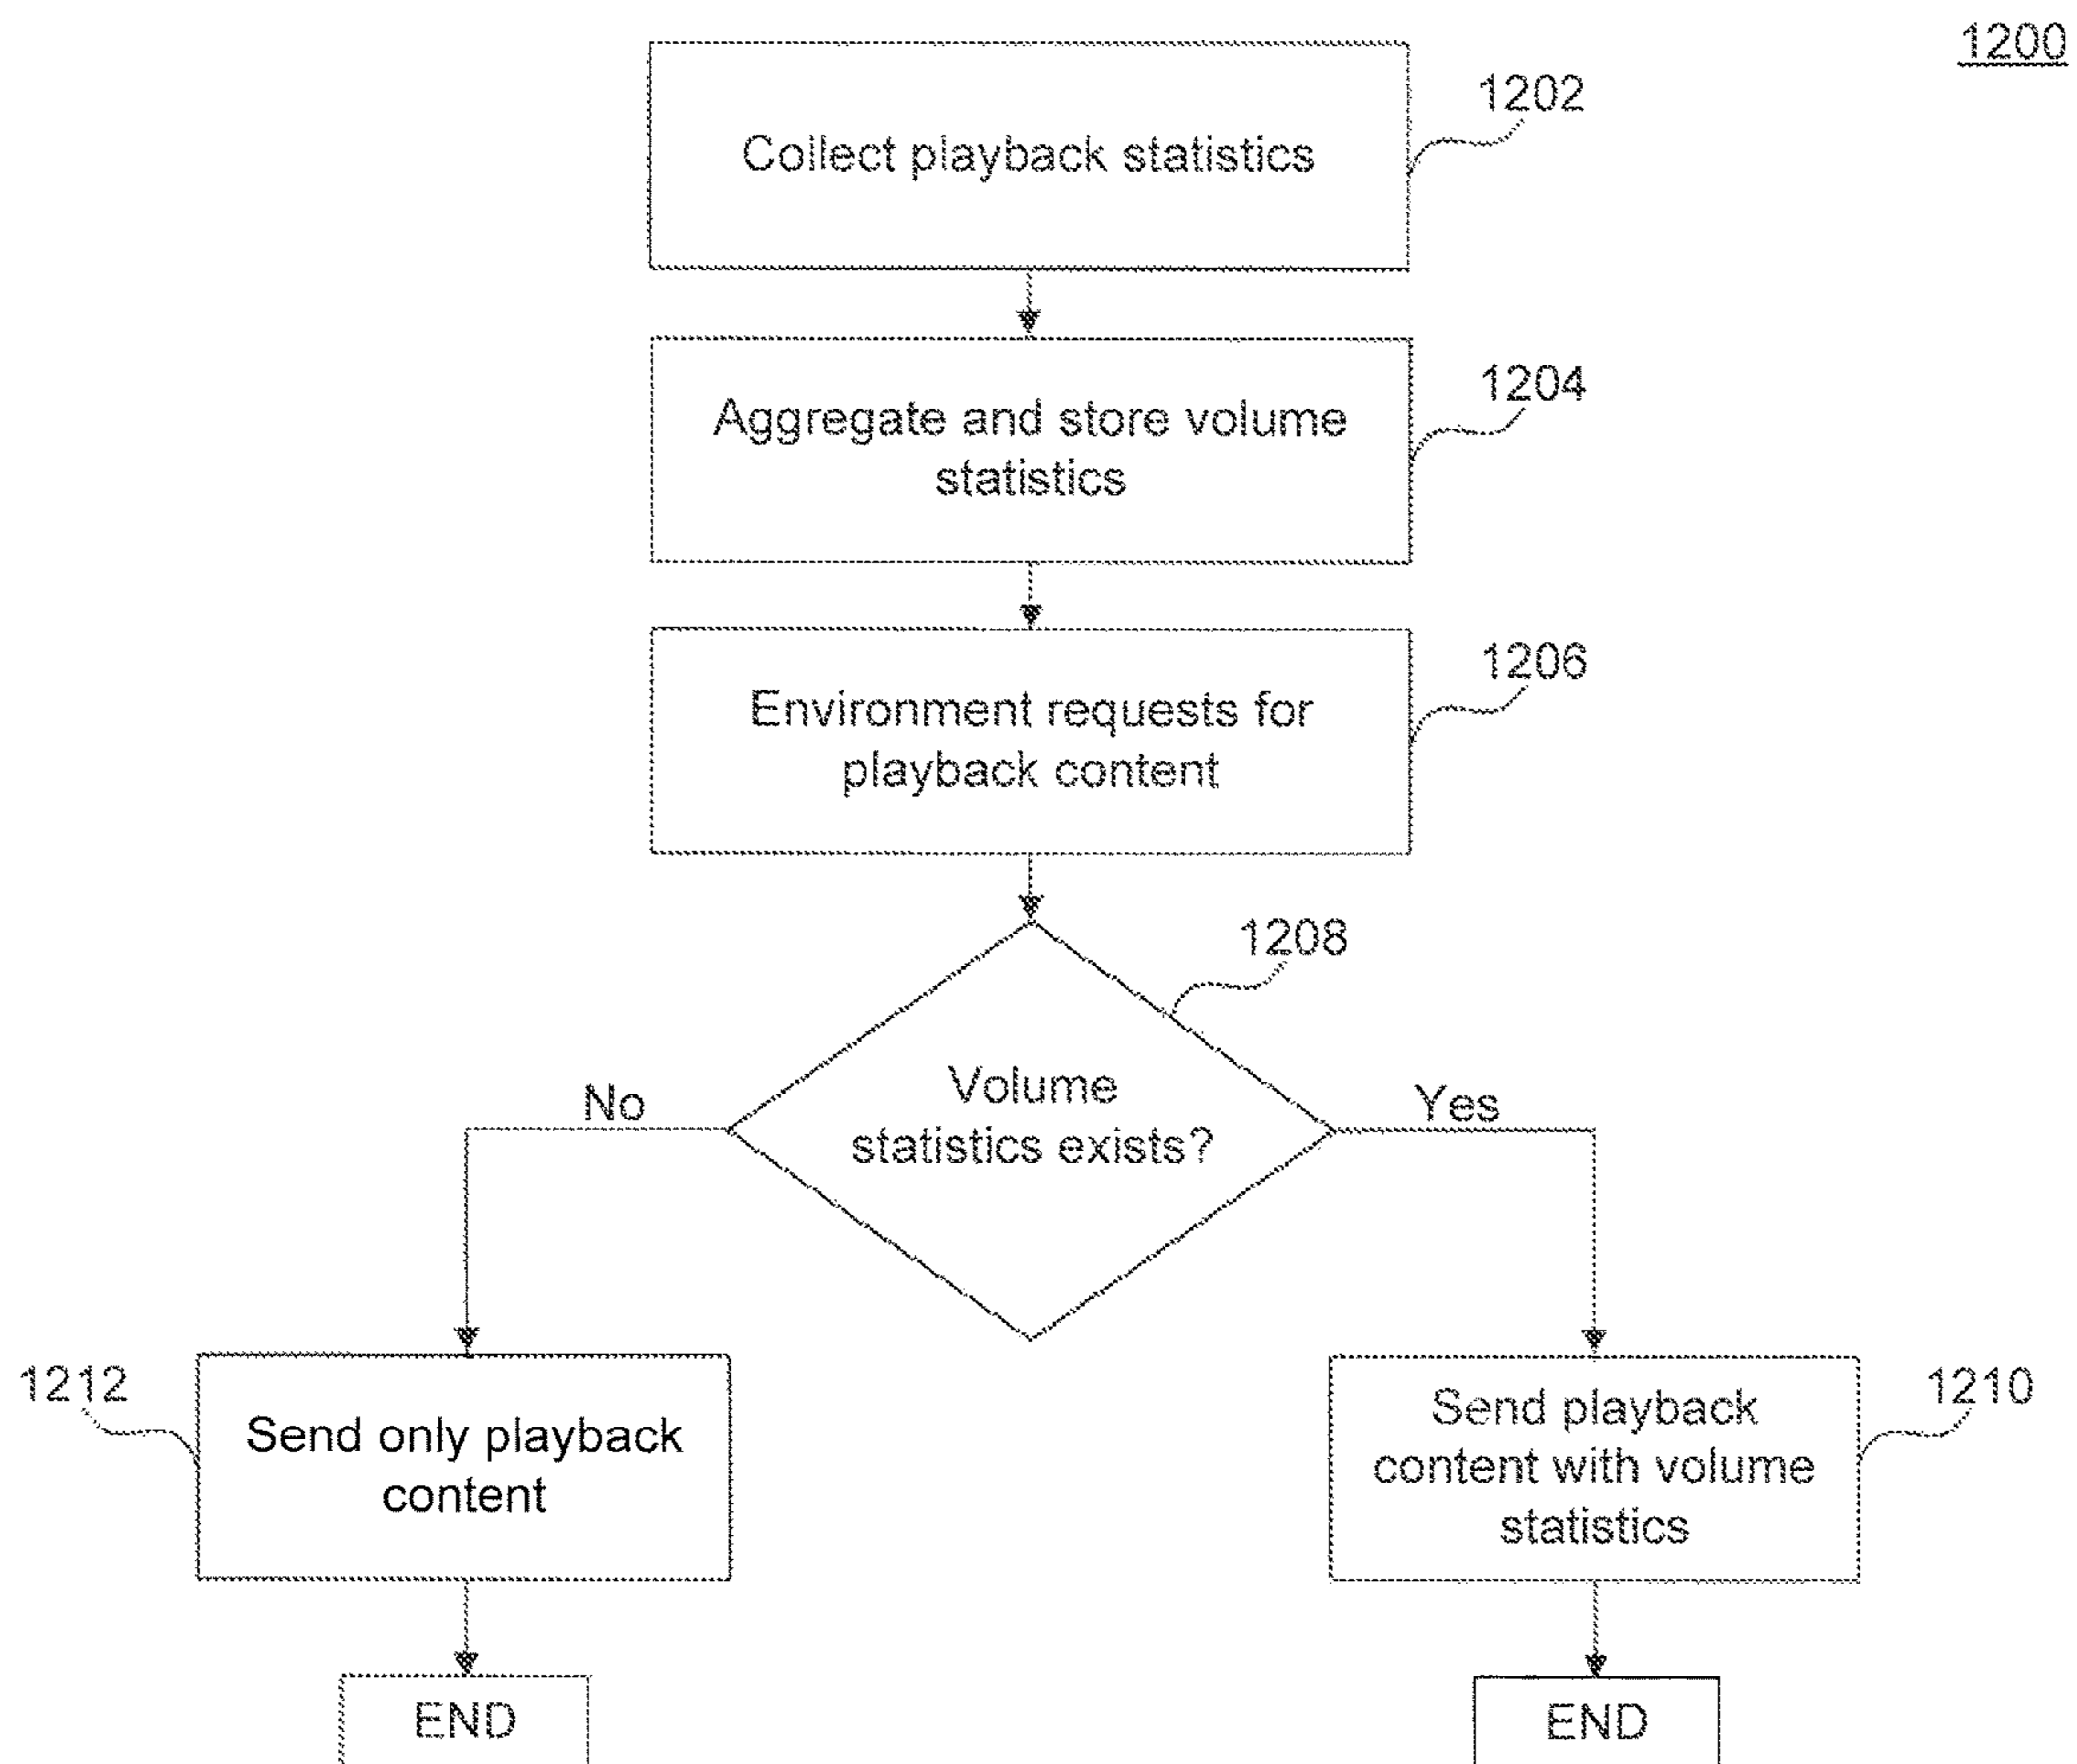 1200
1202
Collect playback statistics
1204
Aggregate and store volume
statistics
1206
Environment requests for
playback content
1208
Volume
statistics exists?
No
Yes
1212
Send only playback
content
1210
Send playback
content with volume
statistics
END
END